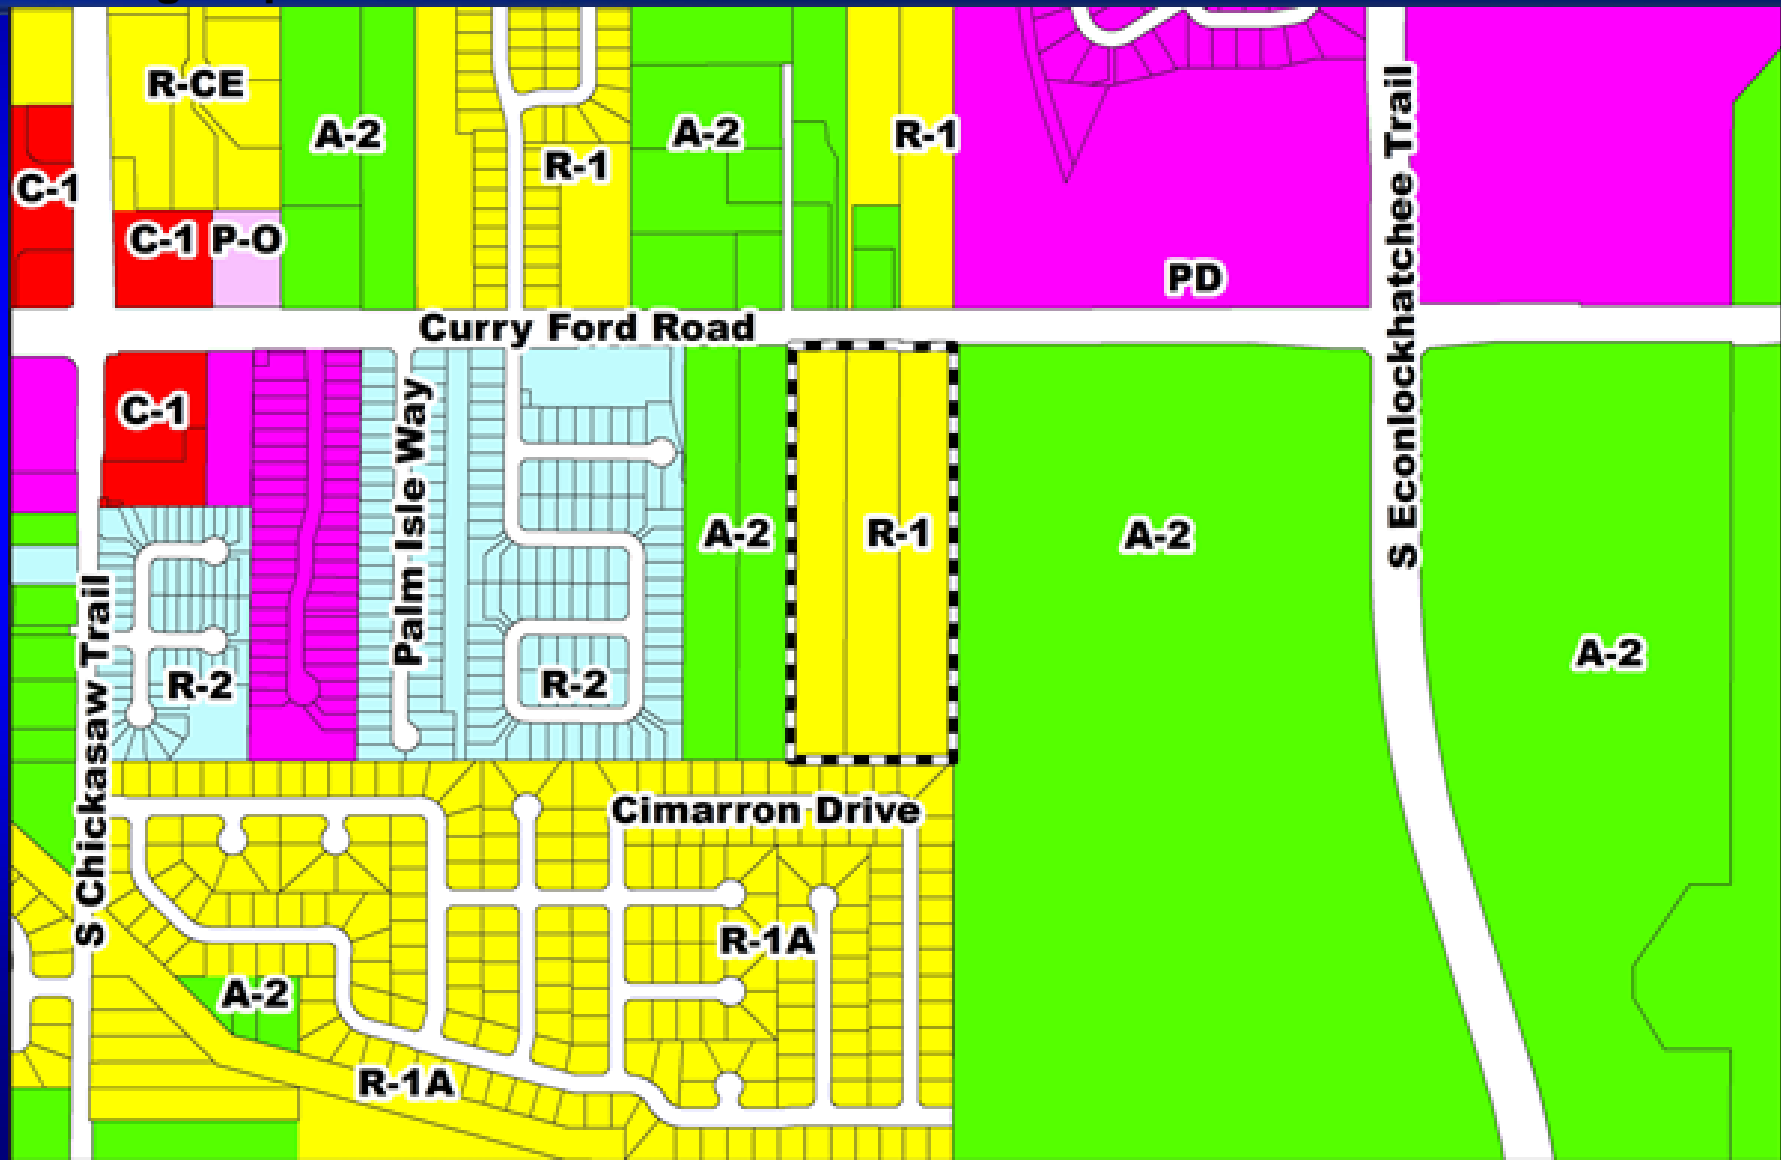 R-CE
A-2
A-2
R-1
R-1
C-1
C-1
P-O
PD
S Econlockhatchee Trail
Curry Ford Road
C-1
Palm Isle Way
A-2
R-1
A-2
A-2
R-2
R-2
S Chickasaw Trail
Cimarron Drive
R-1A
A-2
R-1A